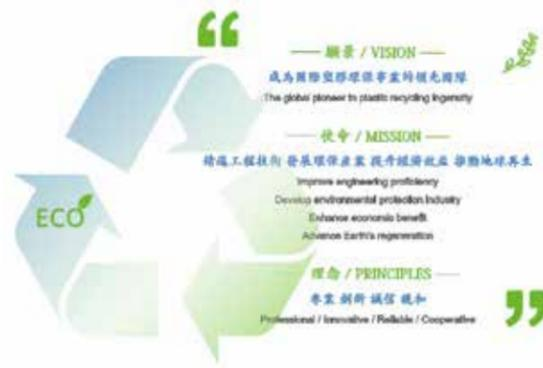 願景 / VISION
成為國際塑膠環保事業的領先團隊
The global pioneer to plastic recycling ingenuity
使命 / MISSION
精進工程技術 發展環保產業 提升經濟效益 推動地球再生
Improve engineering proficiency
Develop environmental protection industry
Enhance economic benefit
Advance Earth's regeneration
ECO
理念 / PRINCIPLES
專業 創新 誠信 親和
Professional / Innovative / Reliable / Cooperative